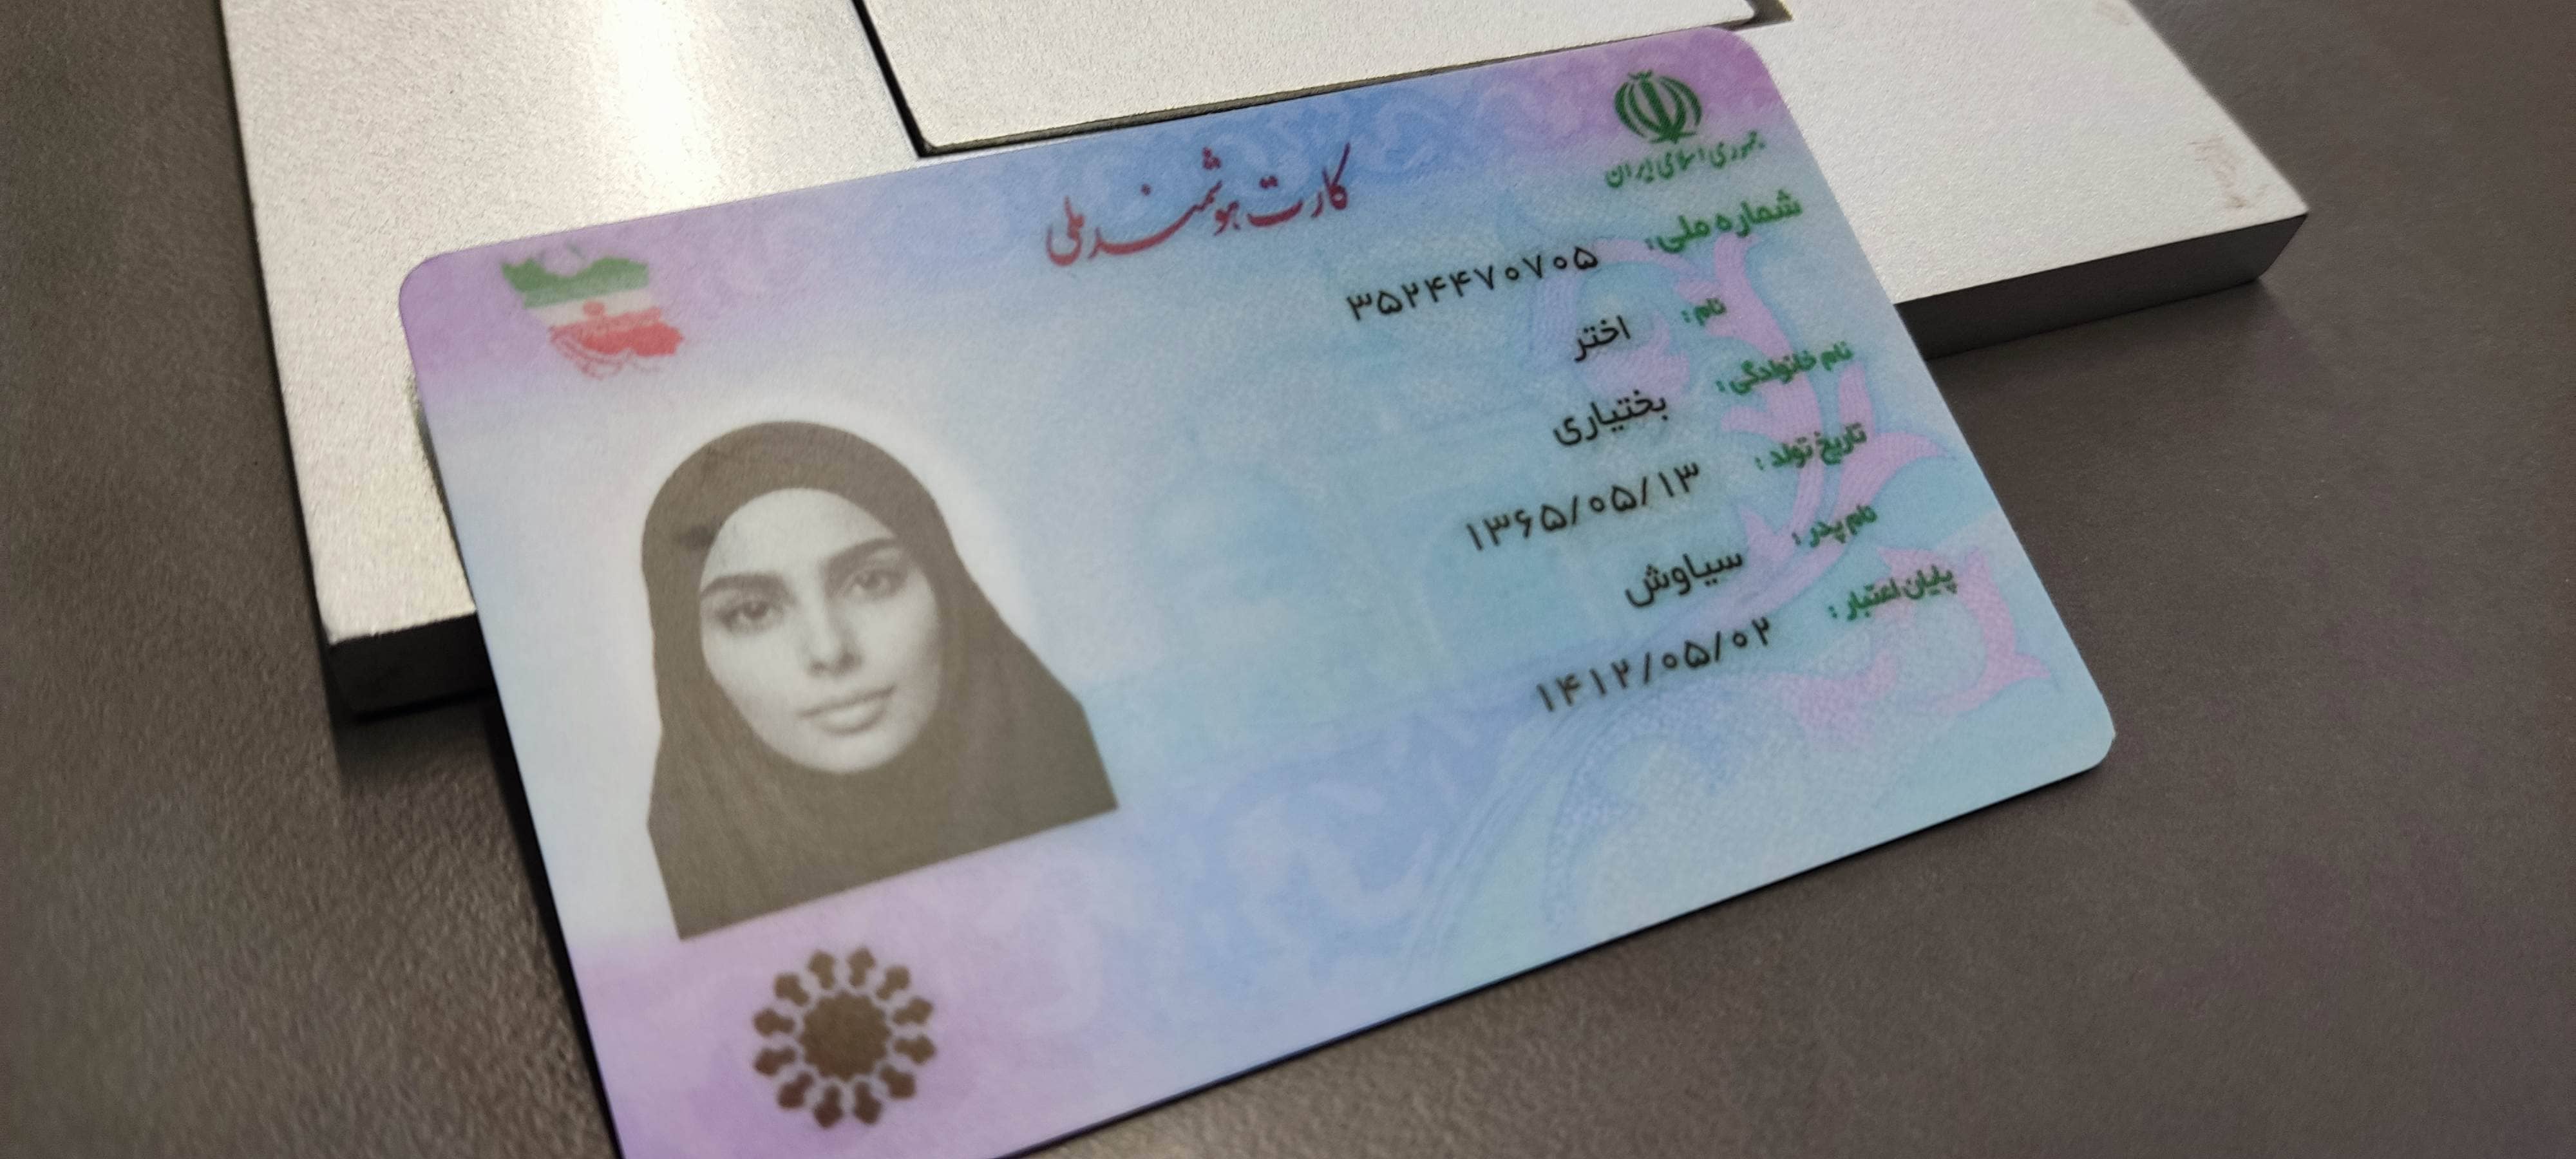 جمهوری اسلامی ایران
کارت هوشمند ملی
شماره ملی: ۳۵۲۴۴۷۰۷۰۵
نام: اختر
نام خانوادگی: بختیاری
تاریخ تولد: ۱۳۶۵/۰۵/۱۳
نام پدر: سیاوش
پایان اعتبار: ۱۴۱۲/۰۵/۰۲